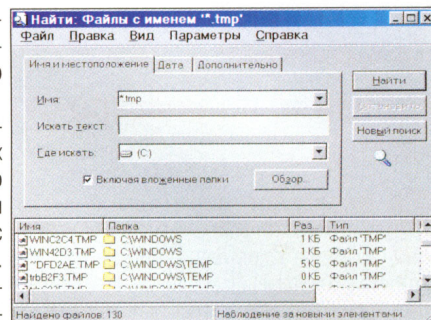 Найти: Файлы с именем '*.tmp'
Файл Правка Вид Параметры Справка
Имя и местоположение Дата Дополнительно
Найти
Имя: *.tmp
Остановить
Искать текст:
Новый поиск
Где искать: (C:)
Включая вложенные папки Обзор...
Имя Папка Раз... Тип
WINC2C4.TMP C:\WINDOWS 1 КБ Файл "TMP"
WIN42D3.TMP C:\WINDOWS 1 КБ Файл "TMP"
~DFD2AE.TMP C:\WINDOWS\TEMP 5 КБ Файл "TMP"
C:\WINDOWS\TEMP 0 КБ Файл "TMP"
Найдено файлов: 130 Наблюдение за новыми элементами